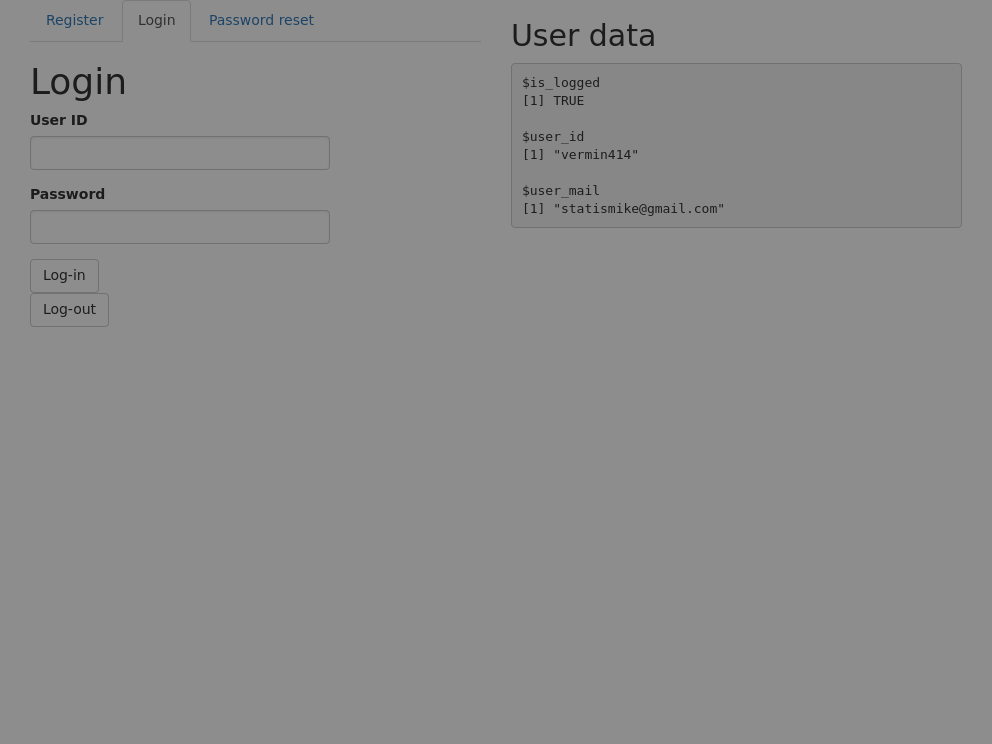 Register
Login
Password reset
Login
User ID
Password
Log-in
Log-out
User data
$is_logged
[1] TRUE
$user_id
[1] "vermin414"
$user_mail
[1] "statismike@gmail.com"